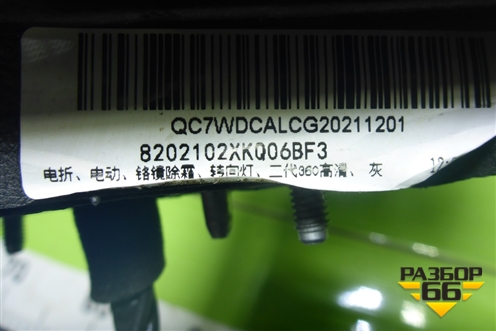 QC7WDCALCG20211201
8202102XKQ06BF3
电折、电动、铬镜除霜、转向灯、二代360高清、 灰
РАЗБОР
66